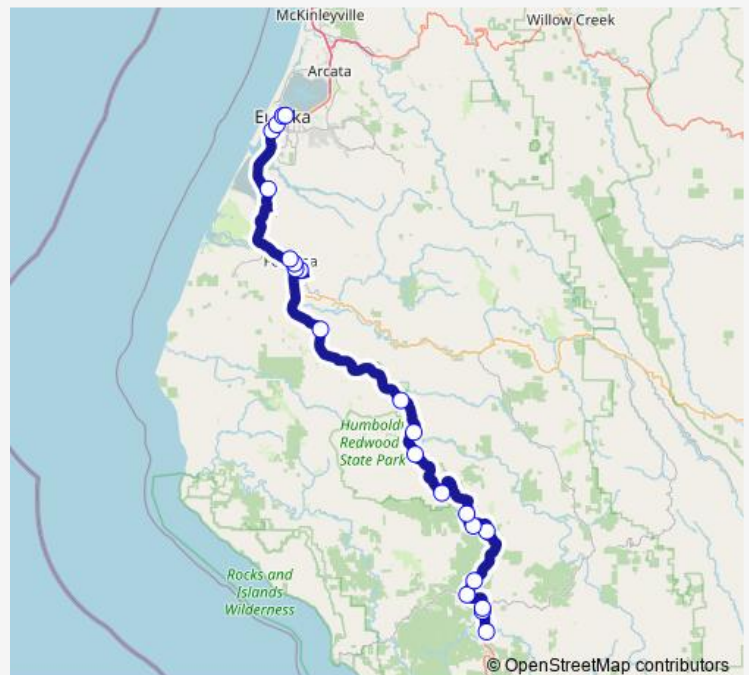 McKinleyville
Willow Creek
Arcata
Humboldt
Redwood
State Park
Rocks and
Islands
Wilderness
© OpenStreetMap contributors